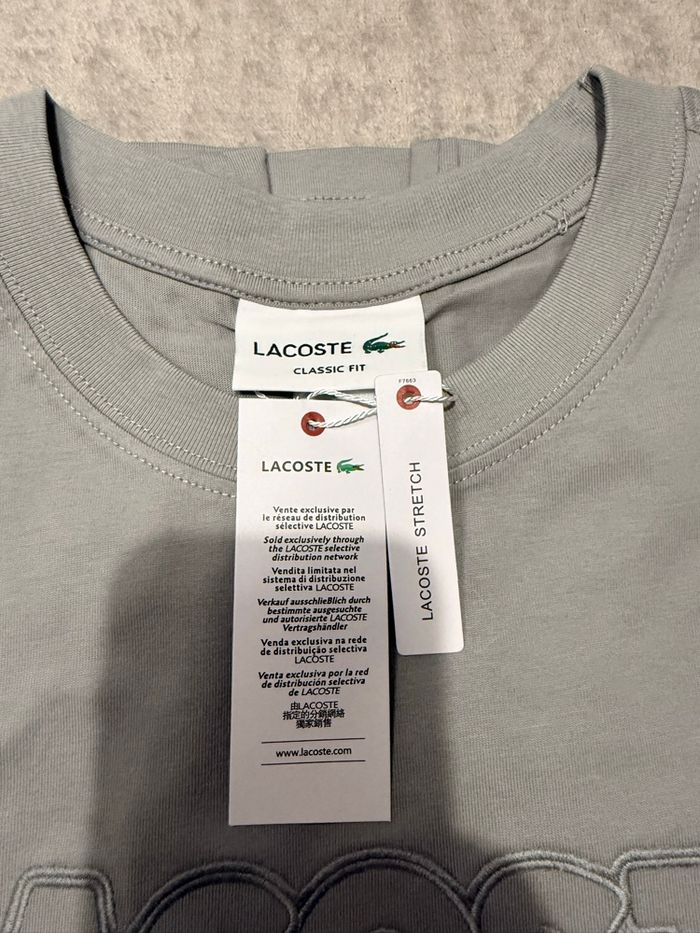 LACOSTE
CLASSIC FIT
F7663
LACOSTE STRETCH
LACOSTE
Vente exclusive par
le réseau de distribution
sélective LACOSTE
Sold exclusively through
the LACOSTE selective
distribution network
Vendita limitata nel
sistema di distribuzione
selettiva LACOSTE
Verkauf ausschließlich durch
bestimmte ausgesuchte
und autorisierte LACOSTE
Vertragshändler
Venda exclusiva na rede
de distribuição selectiva
LACOSTE
Venta exclusiva por la red
de distribución selectiva
de LACOSTE
由LACOSTE
指定的分銷網絡
獨家銷售
www.lacoste.com